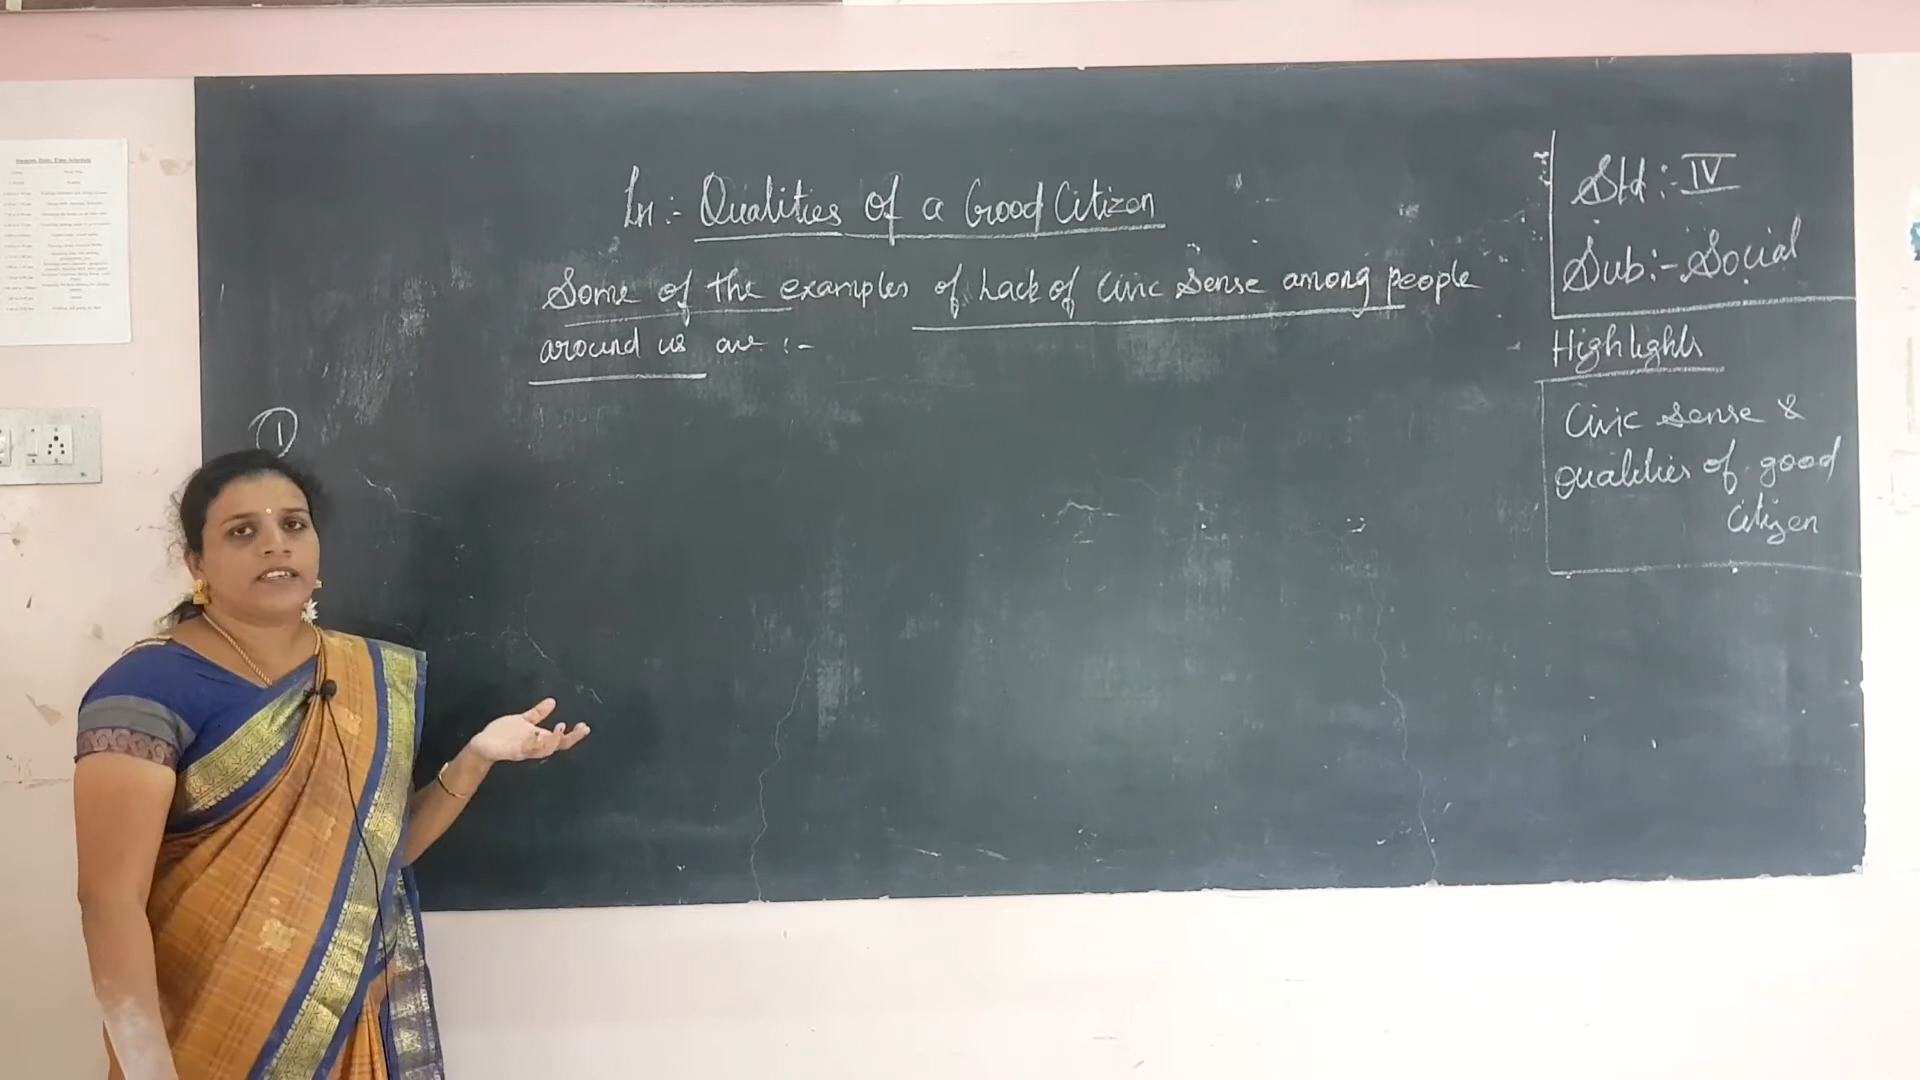 Ln:- Qualities of a Good Citizen
Some of the examples of Lack of Civic Sense among people
around us are :-
1
Std:- IV
Sub:- Social
Highlights
Civic sense &
qualities of good
citizen